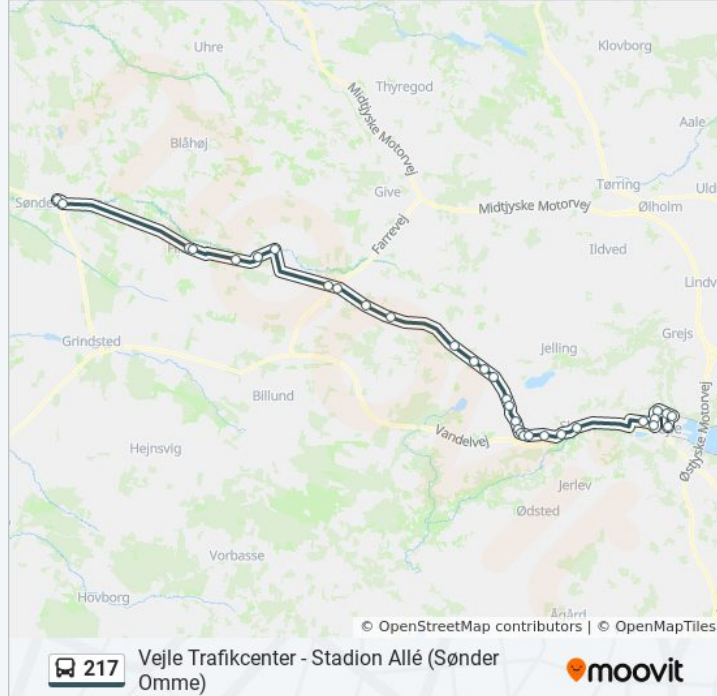 Uhre
Klovborg
Thyregod
Midtjyske Motorvej
Aale
Blåhøj
Give
Tørring
Uld
Sønder
Midtjyske Motorvej
Ølholm
Farrevej
Ildved
Lindv
Grindsted
Jelling
Grejs
Billund
Østjyske Motorvej
Hejnsvig
Vandelvej
Jerlev
Ødsted
Vorbasse
Hovborg
Ågård
© OpenStreetMap contributors | © OpenMapTiles
217
Vejle Trafikcenter - Stadion Allé (Sønder
Omme)
moovit